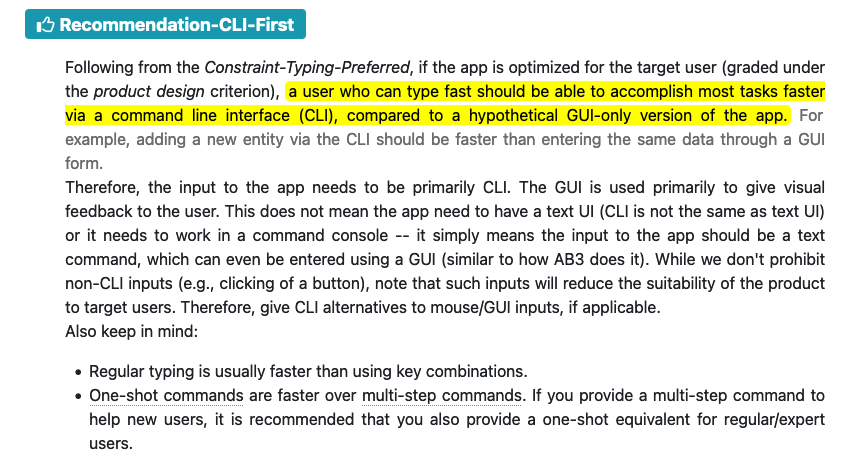 Recommendation-CLI-First
Following from the Constraint-Typing-Preferred, if the app is optimized for the target user (graded under
the product design criterion), a user who can type fast should be able to accomplish most tasks faster
via a command line interface (CLI), compared to a hypothetical GUI-only version of the app. For
example, adding a new entity via the CLI should be faster than entering the same data through a GUI
form.
Therefore, the input to the app needs to be primarily CLI. The GUI is used primarily to give visual
feedback to the user. This does not mean the app need to have a text UI (CLI is not the same as text UI)
or it needs to work in a command console -- it simply means the input to the app should be a text
command, which can even be entered using a GUI (similar to how AB3 does it). While we don't prohibit
non-CLI inputs (e.g., clicking of a button), note that such inputs will reduce the suitability of the product
to target users. Therefore, give CLI alternatives to mouse/GUI inputs, if applicable.
Also keep in mind:
• Regular typing is usually faster than using key combinations.
• One-shot commands are faster over multi-step commands. If you provide a multi-step command to
help new users, it is recommended that you also provide a one-shot equivalent for regular/expert
users.